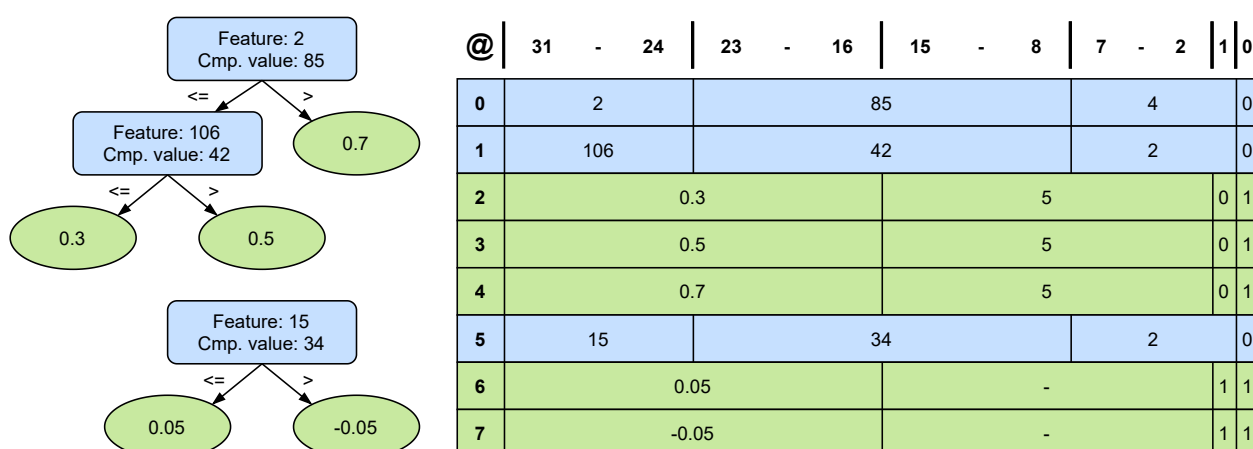 Feature: 2
Cmp. value: 85
<= >
Feature: 106
Cmp. value: 42
0.7
<= >
0.3 0.5
Feature: 15
Cmp. value: 34
<= >
0.05 -0.05
@ 31 - 24 23 - 16 15 - 8 7 - 2 1 0
0 2 85 4 0
1 106 42 2 0
2 0.3 5 0 1
3 0.5 5 0 1
4 0.7 5 0 1
5 15 34 2 0
6 0.05 - 1 1
7 -0.05 - 1 1